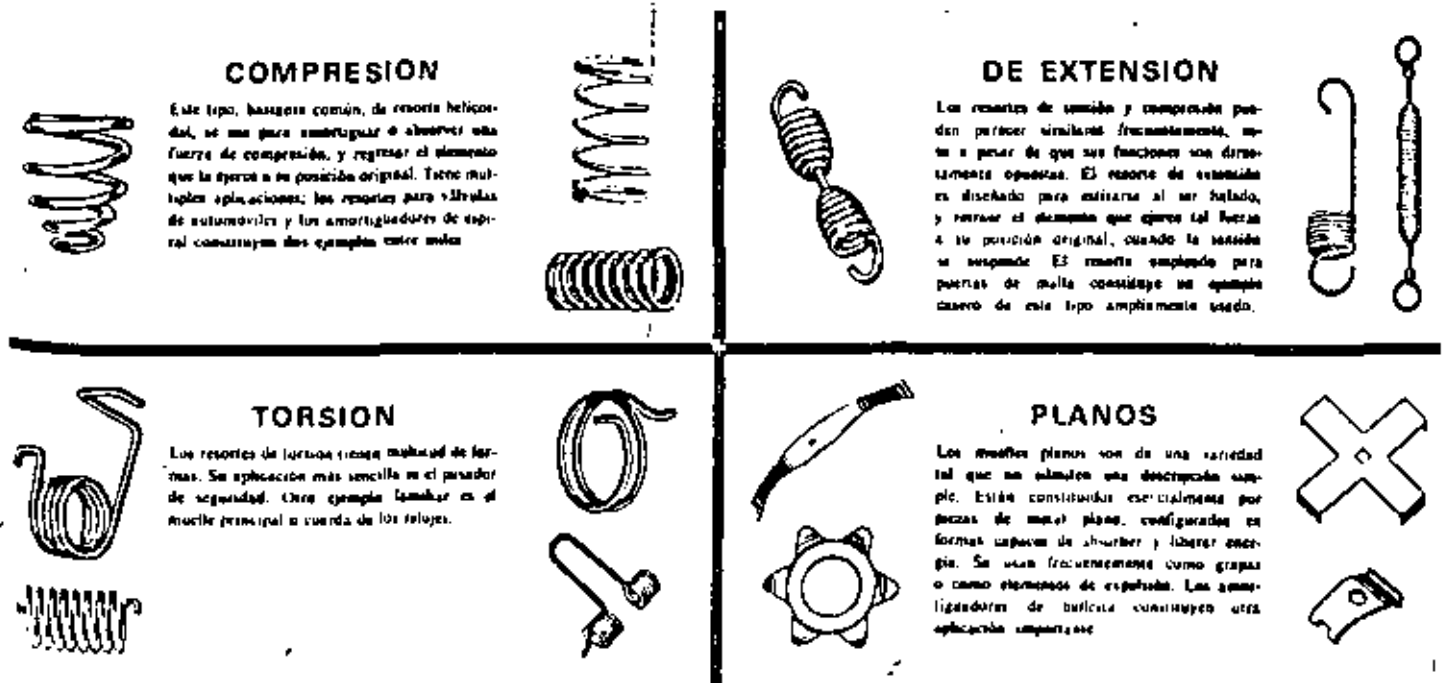 COMPRESION
Este tipo, bastante común, de resorte helicoi-
dal, se usa para amortiguar o absorber una
fuerza de compresión, y regresar el elemento
que la ejerce a su posición original. Tiene múl-
tiples aplicaciones; los resortes para válvulas
de automóviles y los amortiguadores de espi-
ral constituyen dos ejemplos entre miles
DE EXTENSION
Los resortes de tensión y compresión pue-
den parecer similares frecuentemente, es-
to a pesar de que sus funciones son direc-
tamente opuestas. El resorte de extensión
es diseñado para estirarse al ser halado,
y retraer el elemento que ejerce tal fuerza
a su posición original, cuando la tensión
se suspende. El resorte empleado para
puertas de malla constituye un ejemplo
casero de este tipo ampliamente usado.
TORSION
Los resortes de torsión tienen multitud de for-
mas. Su aplicación más sencilla es el pasador
de seguridad. Otro ejemplo familiar es el
muelle principal o cuerda de los relojes.
PLANOS
Los muelles planos son de una variedad
tal que no admiten una descripción sim-
ple. Están constituidos esencialmente por
piezas de metal plano, configuradas en
formas capaces de absorber y liberar ener-
gía. Se usan frecuentemente como grapas
o como elementos de expulsión. Los amor-
tiguadores de constituyen otra
aplicación importante